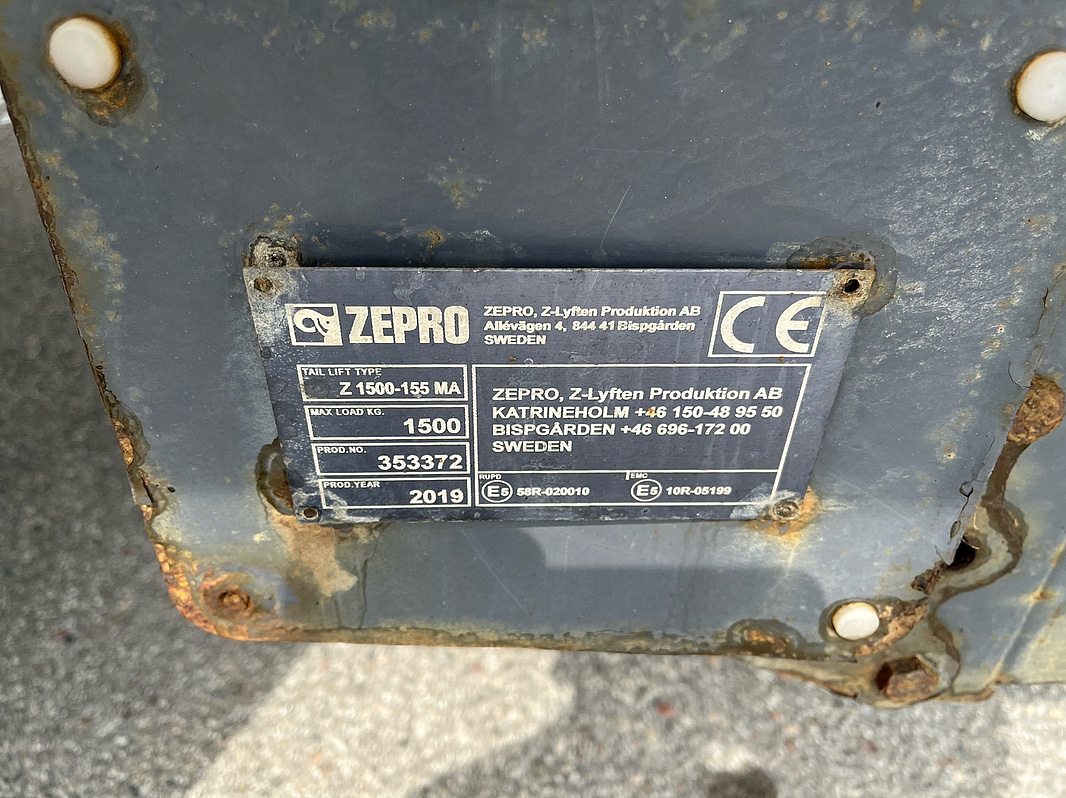 ZEPRO
ZEPRO, Z-Lyften Produktion AB
Allévägen 4, 844 41 Bispgården
SWEDEN
CE
TAIL LIFT TYPE
Z 1500-155 MA
MAX LOAD KG.
1500
PROD.NO.
353372
PROD.YEAR
2019
ZEPRO, Z-Lyften Produktion AB
KATRINEHOLM +46 150-48 95 50
BISPGÅRDEN +46 696-172 00
SWEDEN
RUPD
E5 58R-020010
EMC
E5 10R-05199